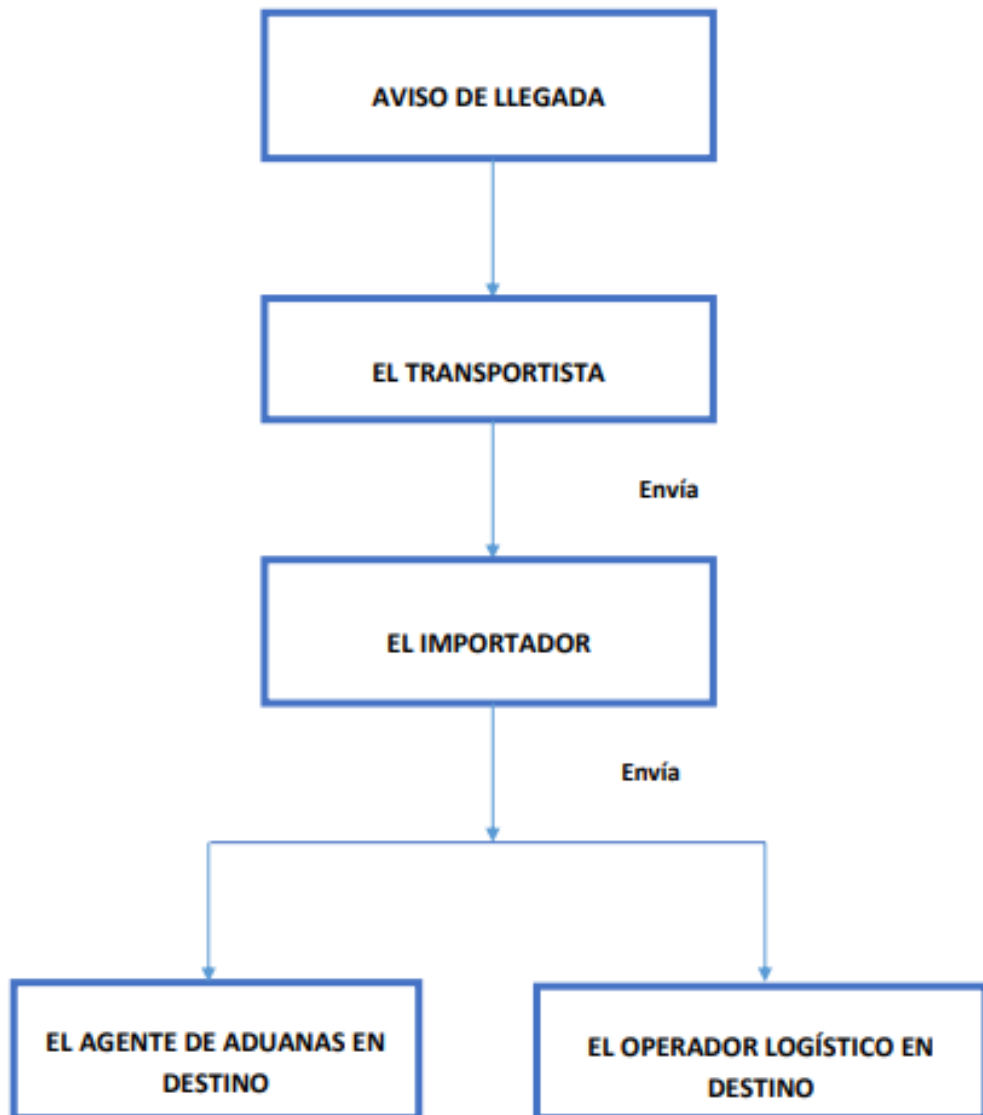 AVISO DE LLEGADA
EL TRANSPORTISTA
Envía
EL IMPORTADOR
Envía
EL AGENTE DE ADUANAS EN
DESTINO
EL OPERADOR LOGÍSTICO EN
DESTINO